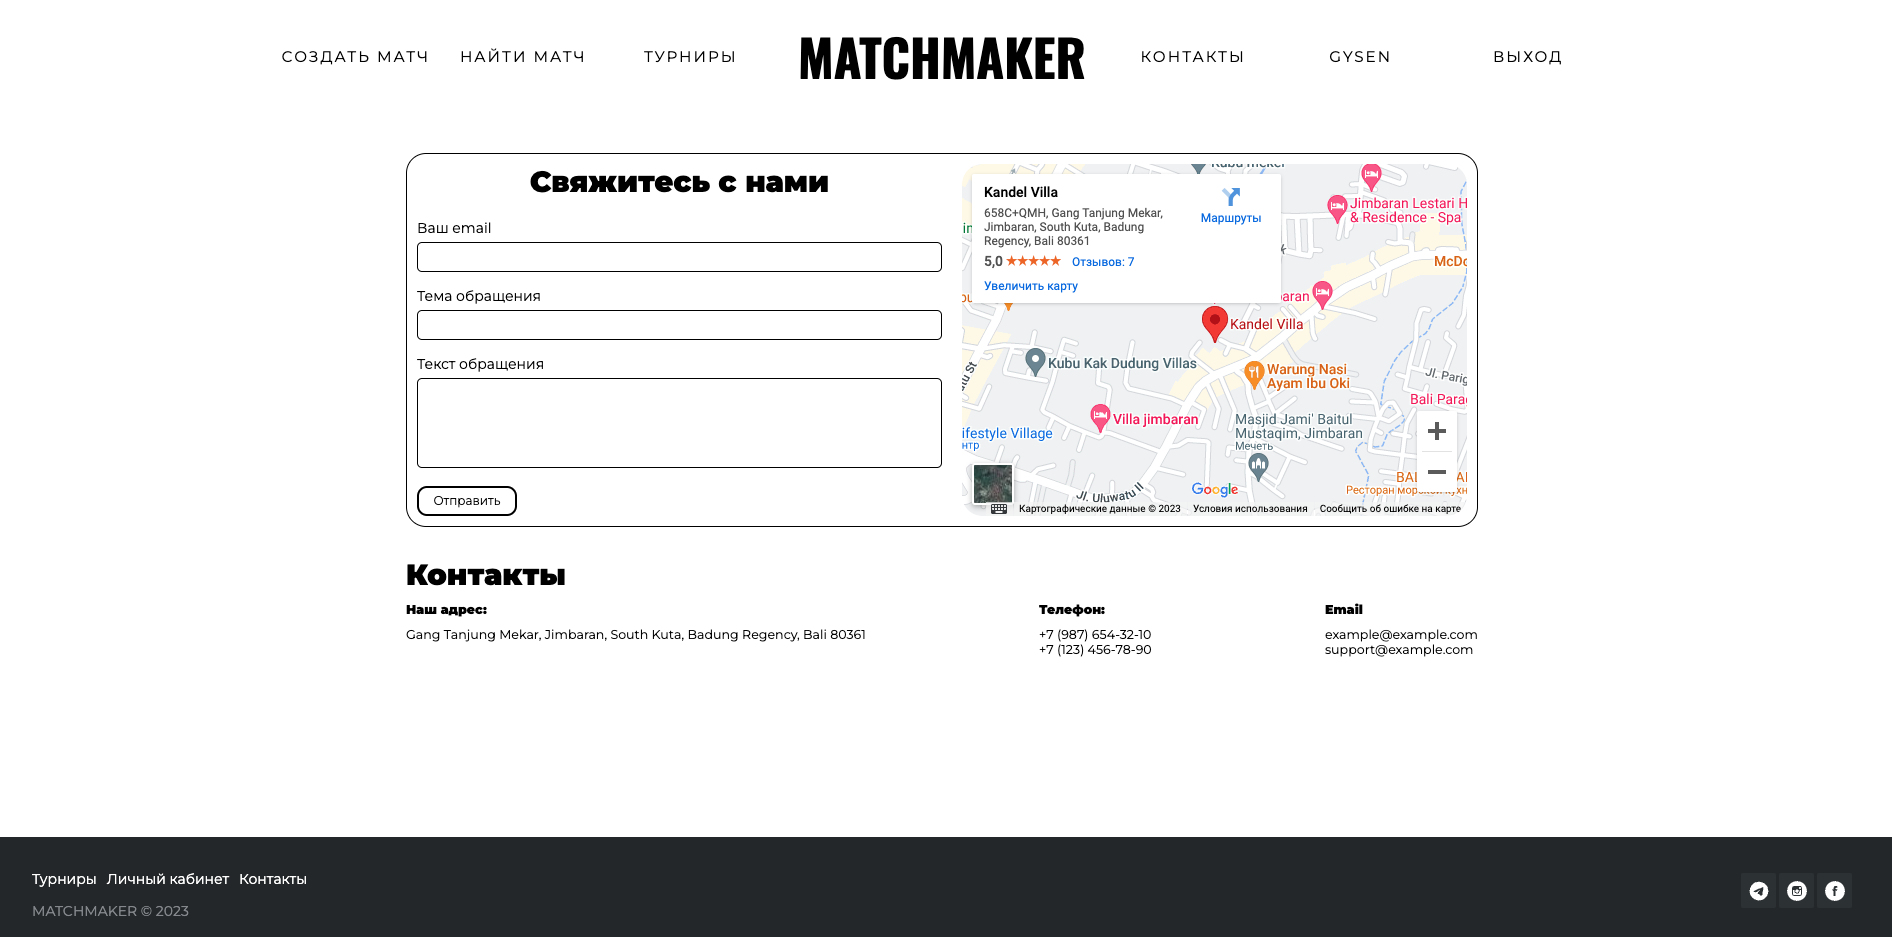 СОЗДАТЬ МАТЧ НАЙТИ МАТЧ ТУРНИРЫ MATCHMAKER КОНТАКТЫ GYSEN ВЫХОД
Свяжитесь с нами
Ваш email
Тема обращения
Текст обращения
Отправить
Kandel Villa
658C+QMH, Gang Tanjung Mekar,
Jimbaran, South Kuta, Badung
Regency, Bali 80361
5,0 ★★★★★ Отзывов: 7
Увеличить карту
Маршруты
Jimbaran Lestari H
& Residence - Spa
McDo
Kandel Villa
Kubu Kak Dudung Villas
Warung Nasi
Ayam Ibu Oki
Jl. Parig
Bali Parad
Villa jimbaran
Masjid Jami' Baitul
Mustaqim, Jimbaran
Мечеть
ifestyle Village
нтр
Jl. Uluwatu II
Google
Картографические данные © 2023 Условия использования Сообщить об ошибке на карте
Контакты
Наш адрес:
Gang Tanjung Mekar, Jimbaran, South Kuta, Badung Regency, Bali 80361
Телефон:
+7 (987) 654-32-10
+7 (123) 456-78-90
Email
example@example.com
support@example.com
Турниры Личный кабинет Контакты
MATCHMAKER © 2023